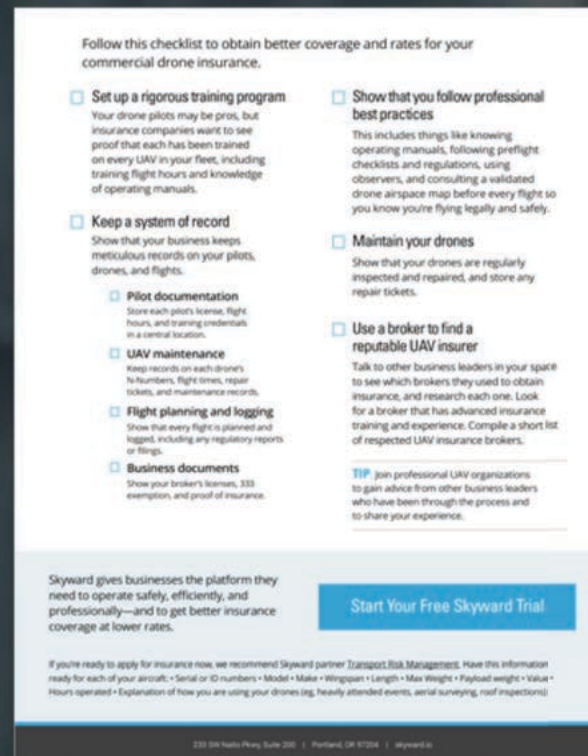 Follow this checklist to obtain better coverage and rates for your
commercial drone insurance.
Set up a rigorous training program
Your drone pilots may be pros, but
insurance companies want to see
proof that each has been trained
on every UAV in your fleet, including
training flight hours and knowledge
of operating manuals.
Keep a system of record
Show that your business keeps
meticulous records on your pilots,
drones, and flights.
Pilot documentation
Store each pilot's license, flight
hours, and training credentials
in a central location.
UAV maintenance
Keep records on each drone's
N-Numbers, flight times, repair
tickets, and maintenance records.
Flight planning and logging
Show that every flight is planned and
logged, including any regulatory reports
or filings.
Business documents
Show your broker's licenses, 333
exemption, and proof of insurance.
Show that you follow professional
best practices
This includes things like knowing
operating manuals, following preflight
checklists and regulations, using
observers, and consulting a validated
drone airspace map before every flight so
you know you're flying legally and safely.
Maintain your drones
Show that your drones are regularly
inspected and repaired, and store any
repair tickets.
Use a broker to find a
reputable UAV insurer
Talk to other business leaders in your space
to see which brokers they used to obtain
insurance, and research each one. Look
for a broker that has advanced insurance
training and experience. Compile a short list
of respected UAV insurance brokers.
TIP Join professional UAV organizations
to gain advice from other business leaders
who have been through the process and
to share your experience.
Skyward gives businesses the platform they
need to operate safely, efficiently, and
professionally—and to get better insurance
coverage at lower rates.
Start Your Free Skyward Trial
If you're ready to apply for insurance now, we recommend Skyward partner Transport Risk Management. Have this information
ready for each of your aircraft: • Serial or ID numbers • Model • Make • Wingspan • Length • Max Weight • Payload weight • Value •
Hours operated • Explanation of how you are using your drones (eg, heavily attended events, aerial surveying, roof inspections)
233 SW Naito Pkwy, Suite 200 | Portland, OR 97204 | skyward.io